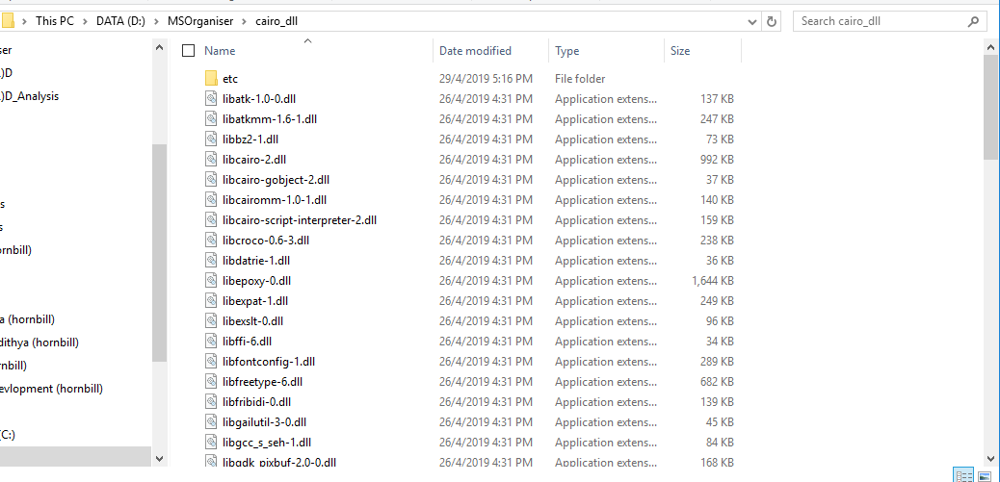 This PC > DATA (D:) > MSOrganiser > cairo_dll
Search cairo_dll
ser
)D
)D_Analysis
s
s
ornbill)
a (hornbill)
dithya (hornbill)
rnbill)
evlopment (hornbill)
(C:)
Name Date modified Type Size
etc 29/4/2019 5:16 PM File folder
libatk-1.0-0.dll 26/4/2019 4:31 PM Application extens... 137 KB
libatkmm-1.6-1.dll 26/4/2019 4:31 PM Application extens... 247 KB
libbz2-1.dll 26/4/2019 4:31 PM Application extens... 73 KB
libcairo-2.dll 26/4/2019 4:31 PM Application extens... 992 KB
libcairo-gobject-2.dll 26/4/2019 4:31 PM Application extens... 37 KB
libcairomm-1.0-1.dll 26/4/2019 4:31 PM Application extens... 140 KB
libcairo-script-interpreter-2.dll 26/4/2019 4:31 PM Application extens... 159 KB
libcroco-0.6-3.dll 26/4/2019 4:31 PM Application extens... 238 KB
libdatrie-1.dll 26/4/2019 4:31 PM Application extens... 36 KB
libepoxy-0.dll 26/4/2019 4:31 PM Application extens... 1,644 KB
libexpat-1.dll 26/4/2019 4:31 PM Application extens... 249 KB
libexslt-0.dll 26/4/2019 4:31 PM Application extens... 96 KB
libffi-6.dll 26/4/2019 4:31 PM Application extens... 34 KB
libfontconfig-1.dll 26/4/2019 4:31 PM Application extens... 289 KB
libfreetype-6.dll 26/4/2019 4:31 PM Application extens... 682 KB
libfribidi-0.dll 26/4/2019 4:31 PM Application extens... 139 KB
libgailutil-3-0.dll 26/4/2019 4:31 PM Application extens... 45 KB
libgcc_s_seh-1.dll 26/4/2019 4:31 PM Application extens... 84 KB
libgdk_pixbuf-2.0-0.dll 26/4/2019 4:31 PM Application extens... 168 KB